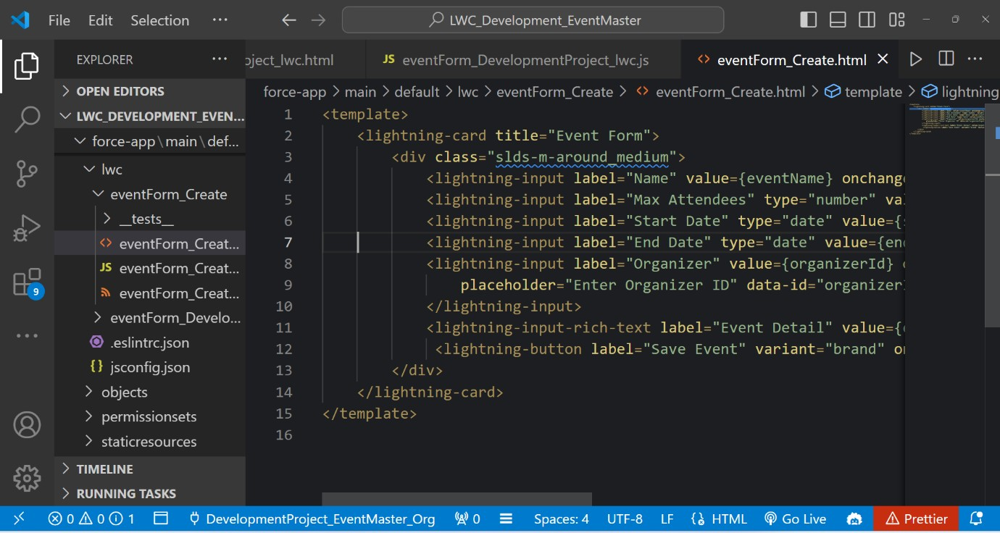 File Edit Selection ··· LWC_Development_EventMaster
EXPLORER ···
OPEN EDITORS
LWC_DEVELOPMENT_EVEN...
force-app\main\def...
lwc
eventForm_Create
__tests__
<> eventForm_Creat...
JS eventForm_Creat...
eventForm_Creat...
eventForm_Develo...
.eslintrc.json
{} jsconfig.json
objects
permissionsets
staticresources
TIMELINE
RUNNING TASKS
9
oject_lwc.html JS eventForm_DevelopmentProject_lwc.js <> eventForm_Create.html
force-app > main > default > lwc > eventForm_Create > <> eventForm_Create.html > template > lightning
1 <template>
2 <lightning-card title="Event Form">
3 <div class="slds-m-around_medium">
4 <lightning-input label="Name" value={eventName} onchang
5 <lightning-input label="Max Attendees" type="number" va
6 <lightning-input label="Start Date" type="date" value={
7 <lightning-input label="End Date" type="date" value={en
8 <lightning-input label="Organizer" value={organizerId}
9 placeholder="Enter Organizer ID" data-id="organizer
10 </lightning-input>
11 <lightning-input-rich-text label="Event Detail" value={
12 <lightning-button label="Save Event" variant="brand" o
13 </div>
14 </lightning-card>
15 </template>
16
0 0 1 DevelopmentProject_EventMaster_Org 0 Spaces: 4 UTF-8 LF HTML Go Live Prettier